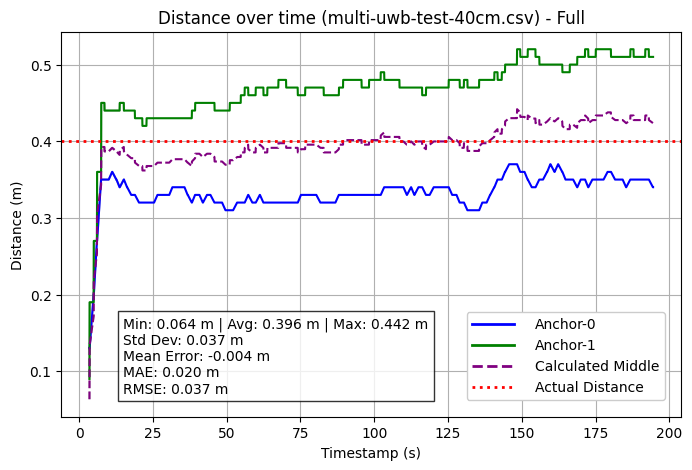 Distance over time (multi-uwb-test-40cm.csv) - Full
Distance (m)
0.5
0.4
0.3
0.2
0.1
Min: 0.064 m | Avg: 0.396 m | Max: 0.442 m
Std Dev: 0.037 m
Mean Error: -0.004 m
MAE: 0.020 m
RMSE: 0.037 m
Anchor-0
Anchor-1
Calculated Middle
Actual Distance
0 25 50 75 100 125 150 175 200
Timestamp (s)